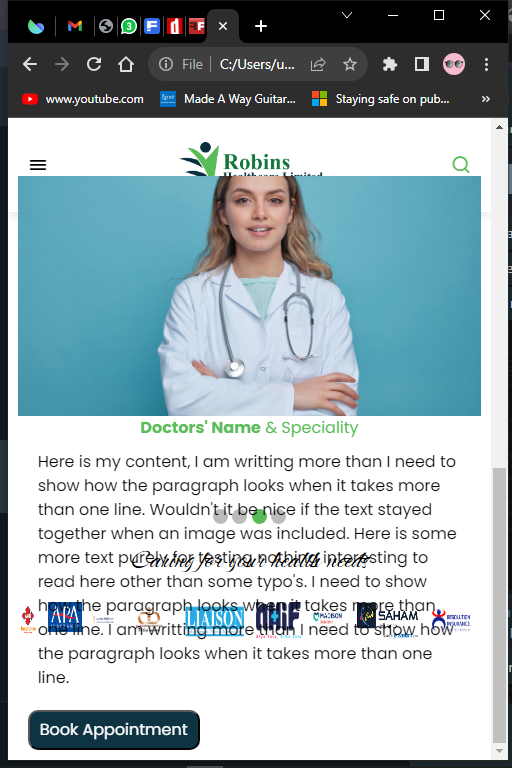 File C:/Users/u...
www.youtube.com Made A Way Guitar... Staying safe on pub... »
Robins
Healthcare Limited
Doctors' Name & Speciality
Here is my content, I am writting more than I need to
show how the paragraph looks when it takes more
than one line. Wouldn't it be nice if the text stayed
together when an image was included. Here is some
more text purely for testing, nothing interesting to
read here other than some typo's. I need to show
how the paragraph looks when it takes more than
one line. I am writting more than I need to show how
the paragraph looks when it takes more than one
line.
Caring for your health needs
LIAISON
MADISON
SAHAM
RESOLUTION
INSURANCE
Book Appointment